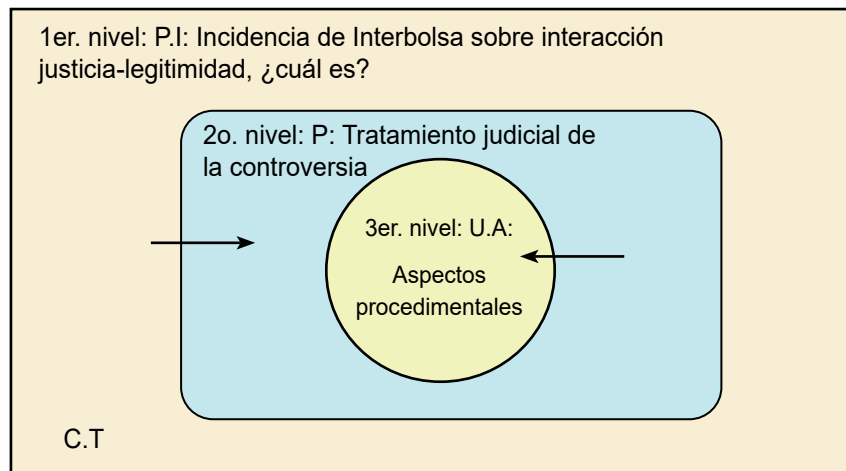 1er. nivel: P.I: Incidencia de Interbolsa sobre interacción
justicia-legitimidad, ¿cuál es?
2o. nivel: P: Tratamiento judicial de
la controversia
3er. nivel: U.A:
Aspectos
procedimentales
C.T